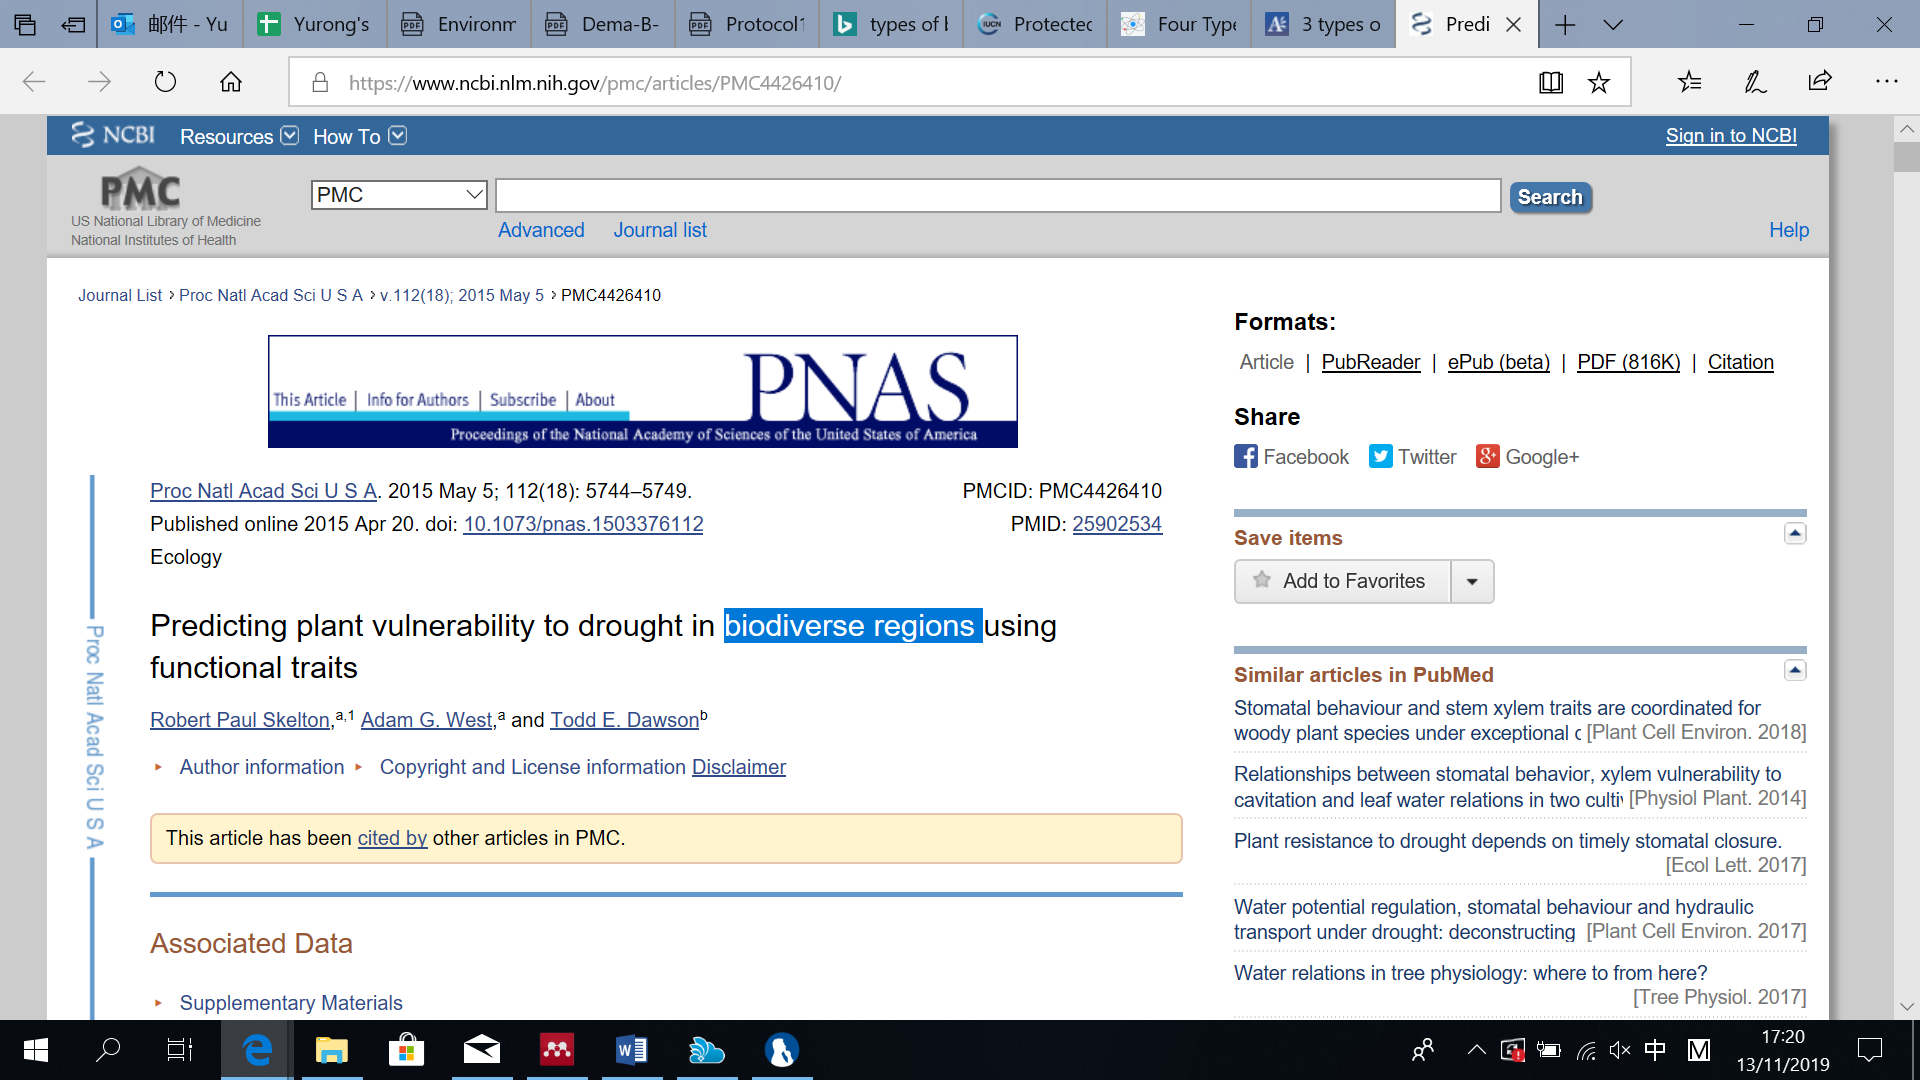 邮件 - Yu
Yurong's
Environm
Dema-B-
Protocol1
types of b
Protected
Four Type
3 types o
Predi
https://www.ncbi.nlm.nih.gov/pmc/articles/PMC4426410/
NCBI Resources How To Sign in to NCBI
PMC
US National Library of Medicine
National Institutes of Health
PMC
Search
Advanced Journal list
Help
Journal List › Proc Natl Acad Sci U S A › v.112(18); 2015 May 5 › PMC4426410
This Article | Info for Authors | Subscribe | About
PNAS
Proceedings of the National Academy of Sciences of the United States of America
Proc Natl Acad Sci U S A
Proc Natl Acad Sci U S A. 2015 May 5; 112(18): 5744–5749.
PMCID: PMC4426410
Published online 2015 Apr 20. doi: 10.1073/pnas.1503376112
PMID: 25902534
Ecology
Predicting plant vulnerability to drought in biodiverse regions using
functional traits
Robert Paul Skelton,a,1 Adam G. West,a and Todd E. Dawsonb
Author information Copyright and License information Disclaimer
This article has been cited by other articles in PMC.
Associated Data
Supplementary Materials
Formats:
Article | PubReader | ePub (beta) | PDF (816K) | Citation
Share
Facebook Twitter Google+
Save items
Add to Favorites
Similar articles in PubMed
Stomatal behaviour and stem xylem traits are coordinated for
woody plant species under exceptional c [Plant Cell Environ. 2018]
Relationships between stomatal behavior, xylem vulnerability to
cavitation and leaf water relations in two culti [Physiol Plant. 2014]
Plant resistance to drought depends on timely stomatal closure.
[Ecol Lett. 2017]
Water potential regulation, stomatal behaviour and hydraulic
transport under drought: deconstructing [Plant Cell Environ. 2017]
Water relations in tree physiology: where to from here?
[Tree Physiol. 2017]
中
M
17:20
13/11/2019